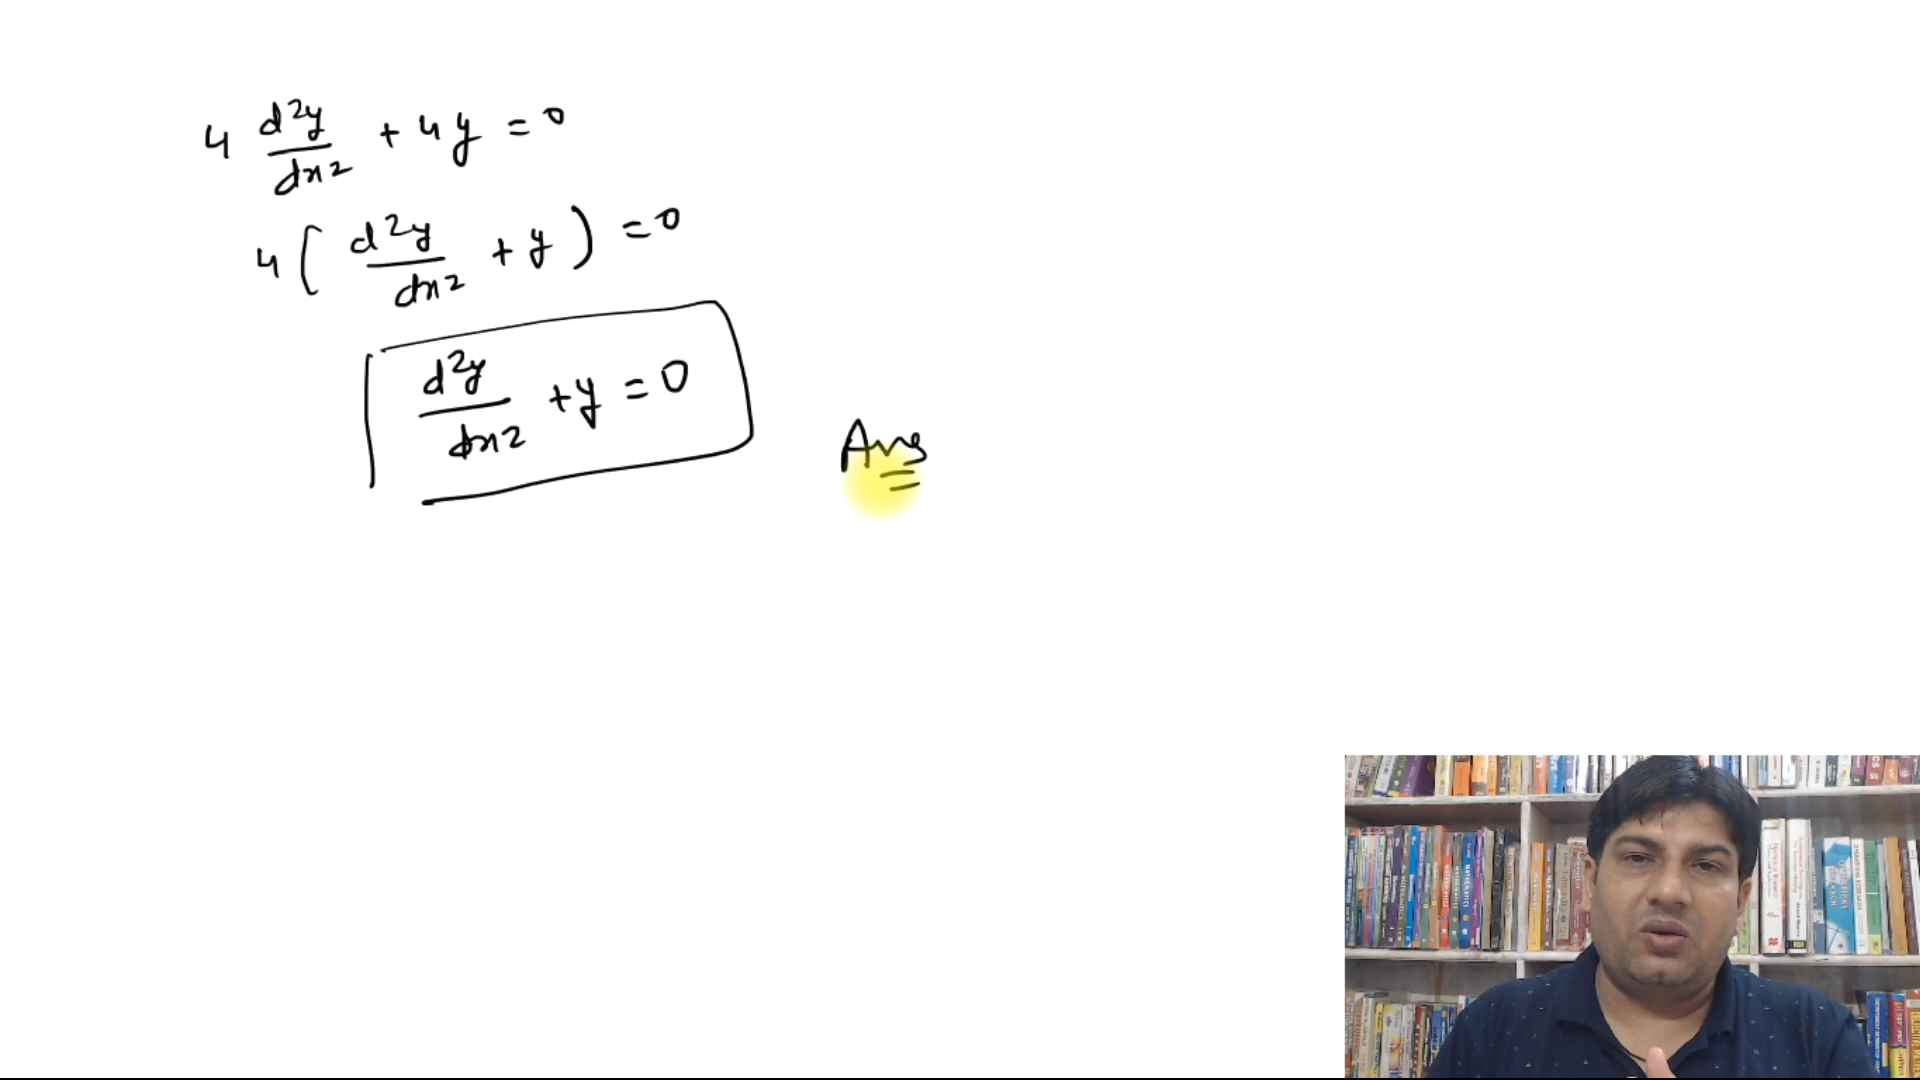 4 d²y/dx² + 4y = 0
4 ( d²y/dx² + y ) = 0
d²y/dx² + y = 0
Ans